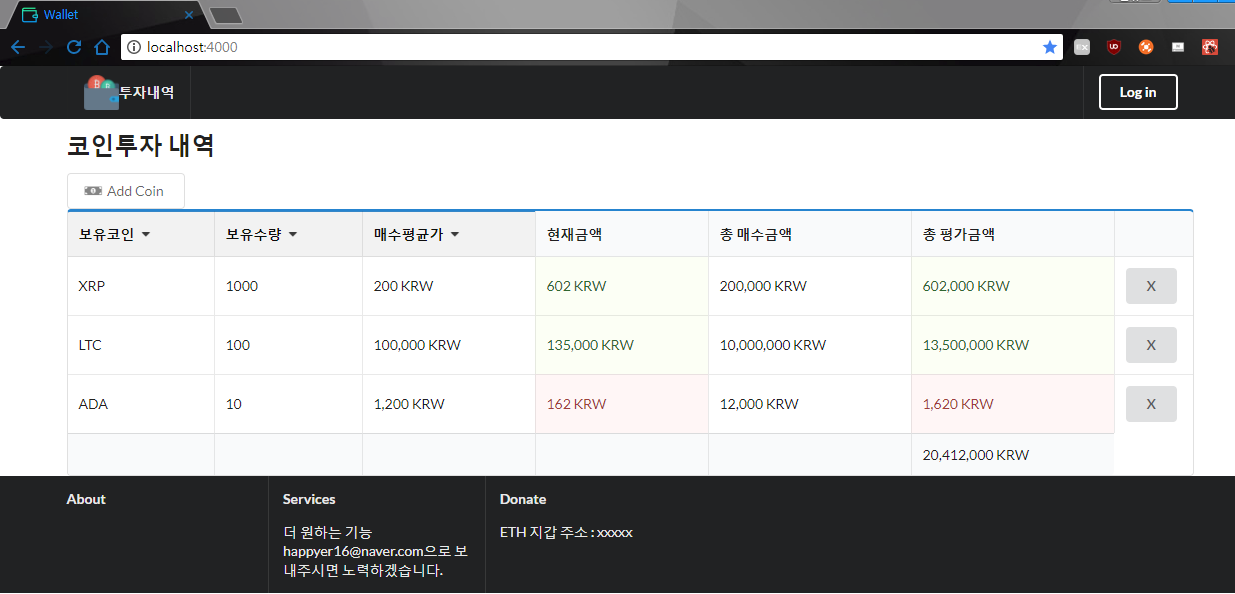 Wallet
localhost:4000
투자내역
Log in
코인투자 내역
Add Coin
보유코인 보유수량 매수평균가 현재금액 총 매수금액 총 평가금액
XRP 1000 200 KRW 602 KRW 200,000 KRW 602,000 KRW X
LTC 100 100,000 KRW 135,000 KRW 10,000,000 KRW 13,500,000 KRW X
ADA 10 1,200 KRW 162 KRW 12,000 KRW 1,620 KRW X
20,412,000 KRW
About
Services
더 원하는 기능
happyer16@naver.com으로 보
내주시면 노력하겠습니다.
Donate
ETH 지갑 주소 : xxxxx